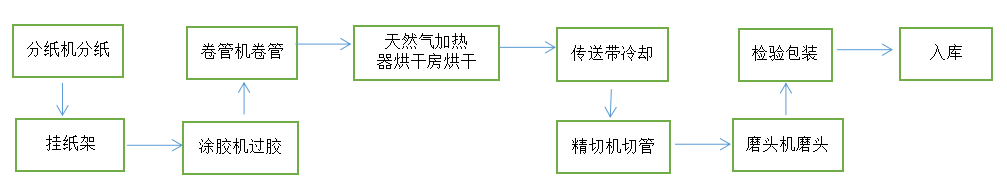 分纸机分纸
挂纸架
涂胶机过胶
卷管机卷管
天然气加热
器烘干房烘干
传送带冷却
精切机切管
磨头机磨头
检验包装
入库